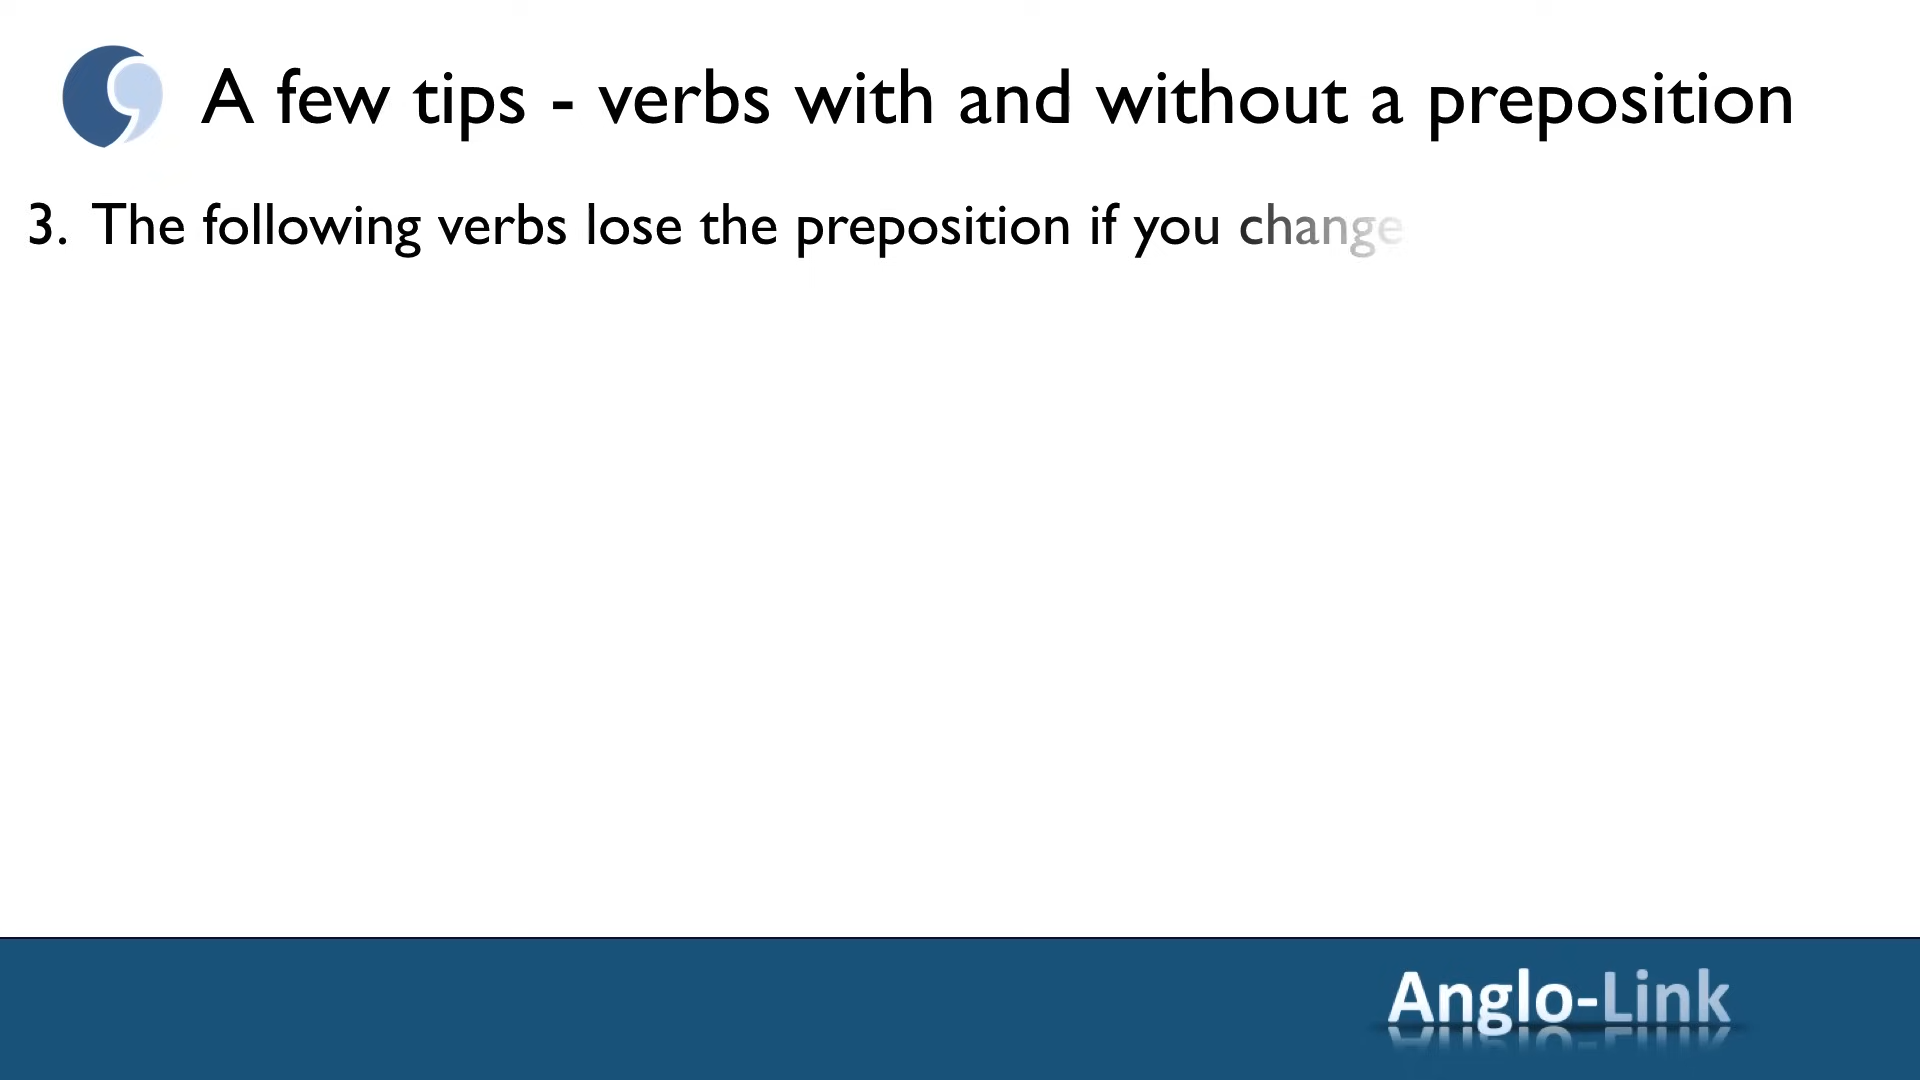 A few tips - verbs with and without a preposition
3. The following verbs lose the preposition if you change
Anglo-Link